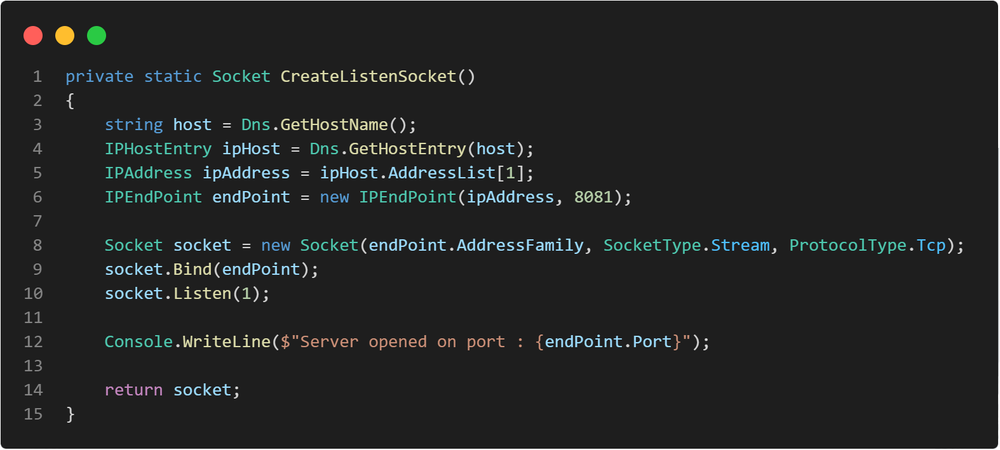 1 private static Socket CreateListenSocket()
2 {
3     string host = Dns.GetHostName();
4     IPHostEntry ipHost = Dns.GetHostEntry(host);
5     IPAddress ipAddress = ipHost.AddressList[1];
6     IPEndPoint endPoint = new IPEndPoint(ipAddress, 8081);
7
8     Socket socket = new Socket(endPoint.AddressFamily, SocketType.Stream, ProtocolType.Tcp);
9     socket.Bind(endPoint);
10     socket.Listen(1);
11
12     Console.WriteLine($"Server opened on port : {endPoint.Port}");
13
14     return socket;
15 }